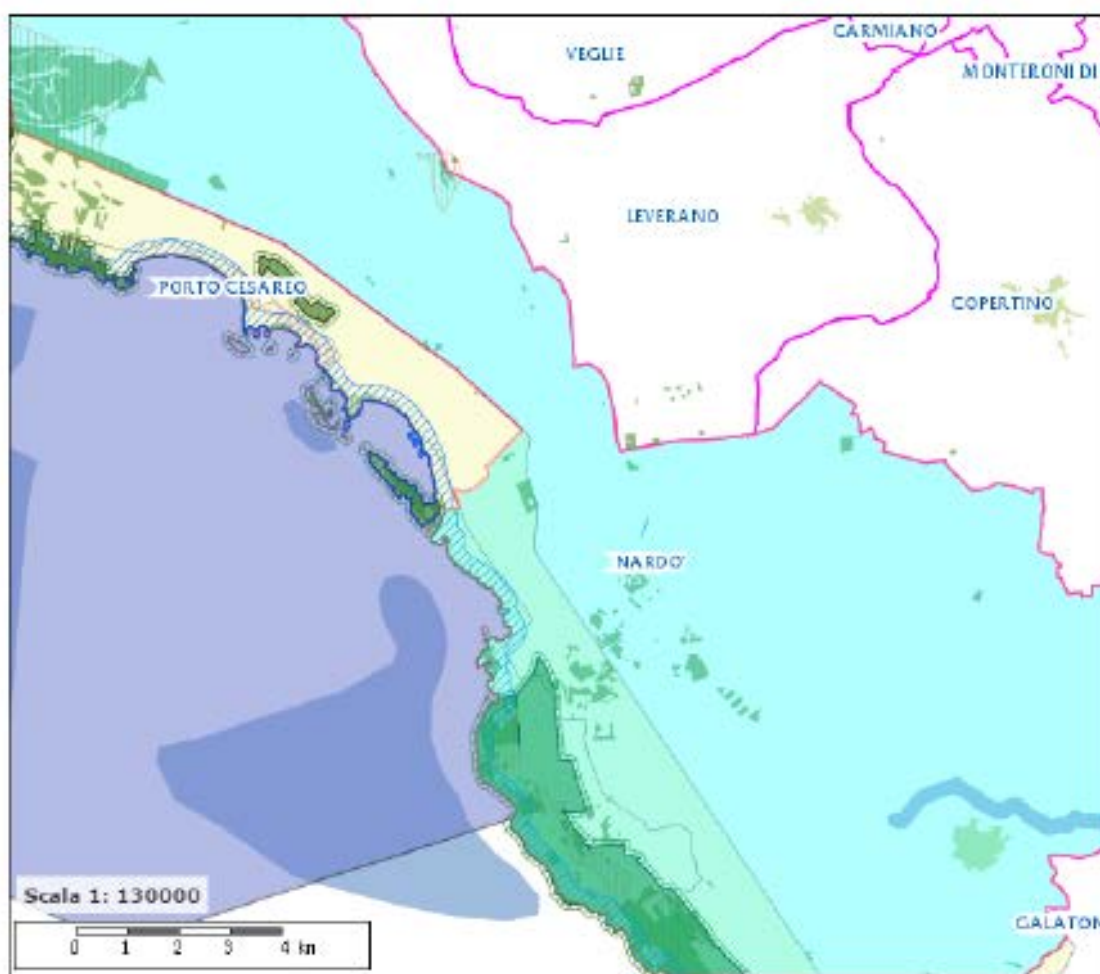 CARMIANO
VEGLIE
MONTERONI DI
LEVERANO
PORTO CESAREO
COPERTINO
NARDO'
Scala 1: 130000
GALATON
0 1 2 3 4 km